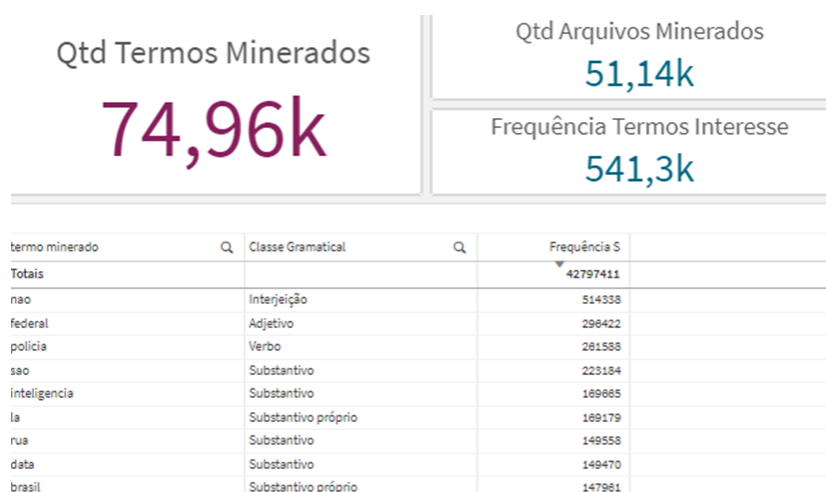 Qtd Termos Minerados
74,96k
Qtd Arquivos Minerados
51,14k
Frequência Termos Interesse
541,3k
termo minerado Classe Gramatical Frequência S
Totais 42797411
nao Interjeição 514338
federal Adjetivo 296422
policia Verbo 261588
sao Substantivo 223184
inteligencia Substantivo 169665
la Substantivo próprio 169179
rua Substantivo 149558
data Substantivo 149470
brasil Substantivo próprio 147961